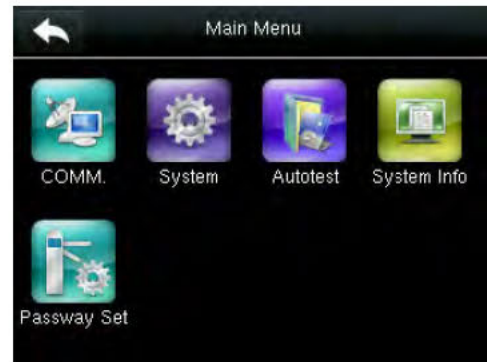 Main Menu
COMM.
System
Autotest
System Info
Passway Set